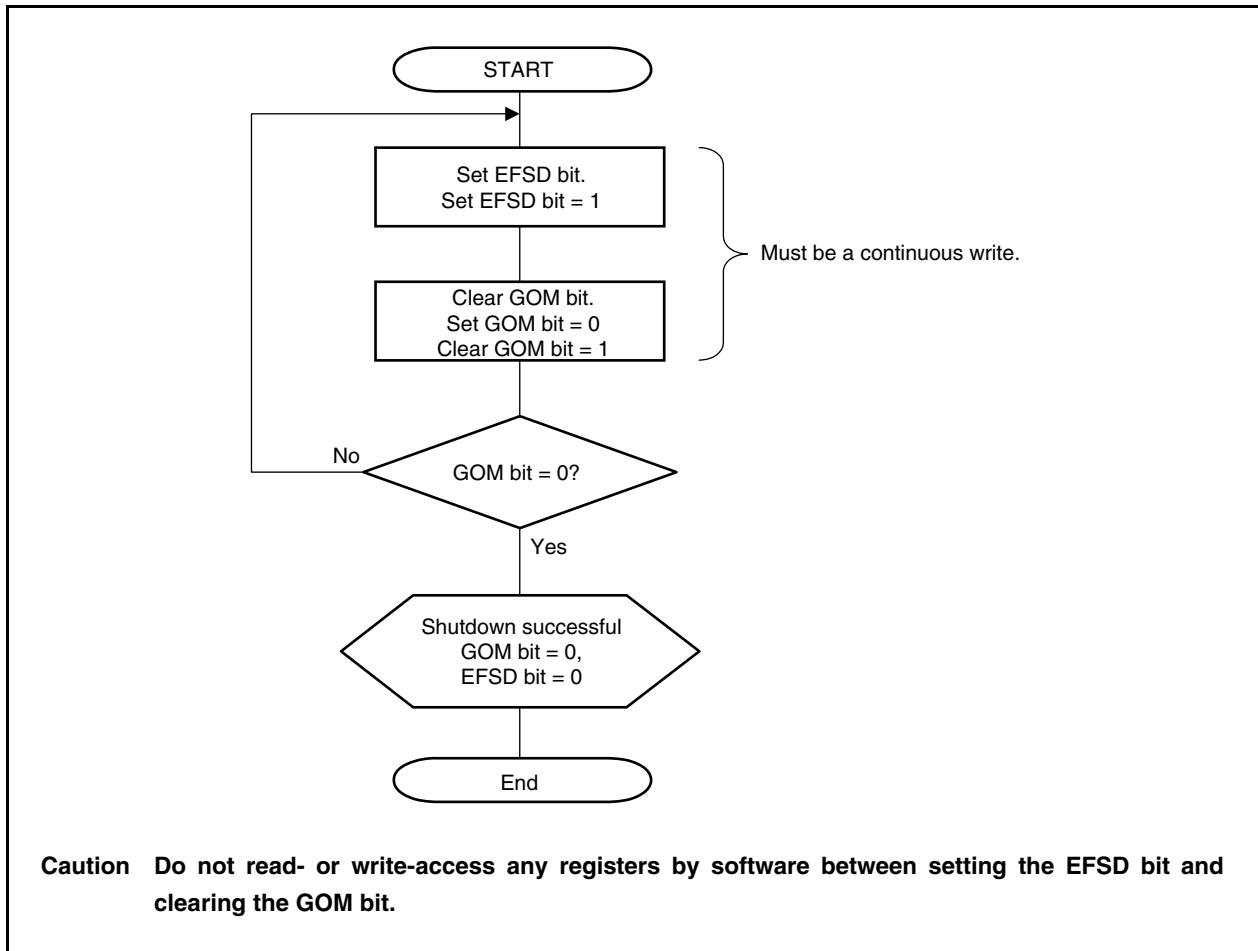 START
Set EFSD bit.
Set EFSD bit = 1
Must be a continuous write.
Clear GOM bit.
Set GOM bit = 0
Clear GOM bit = 1
No
GOM bit = 0?
Yes
Shutdown successful
GOM bit = 0,
EFSD bit = 0
End
Caution Do not read- or write-access any registers by software between setting the EFSD bit and
clearing the GOM bit.